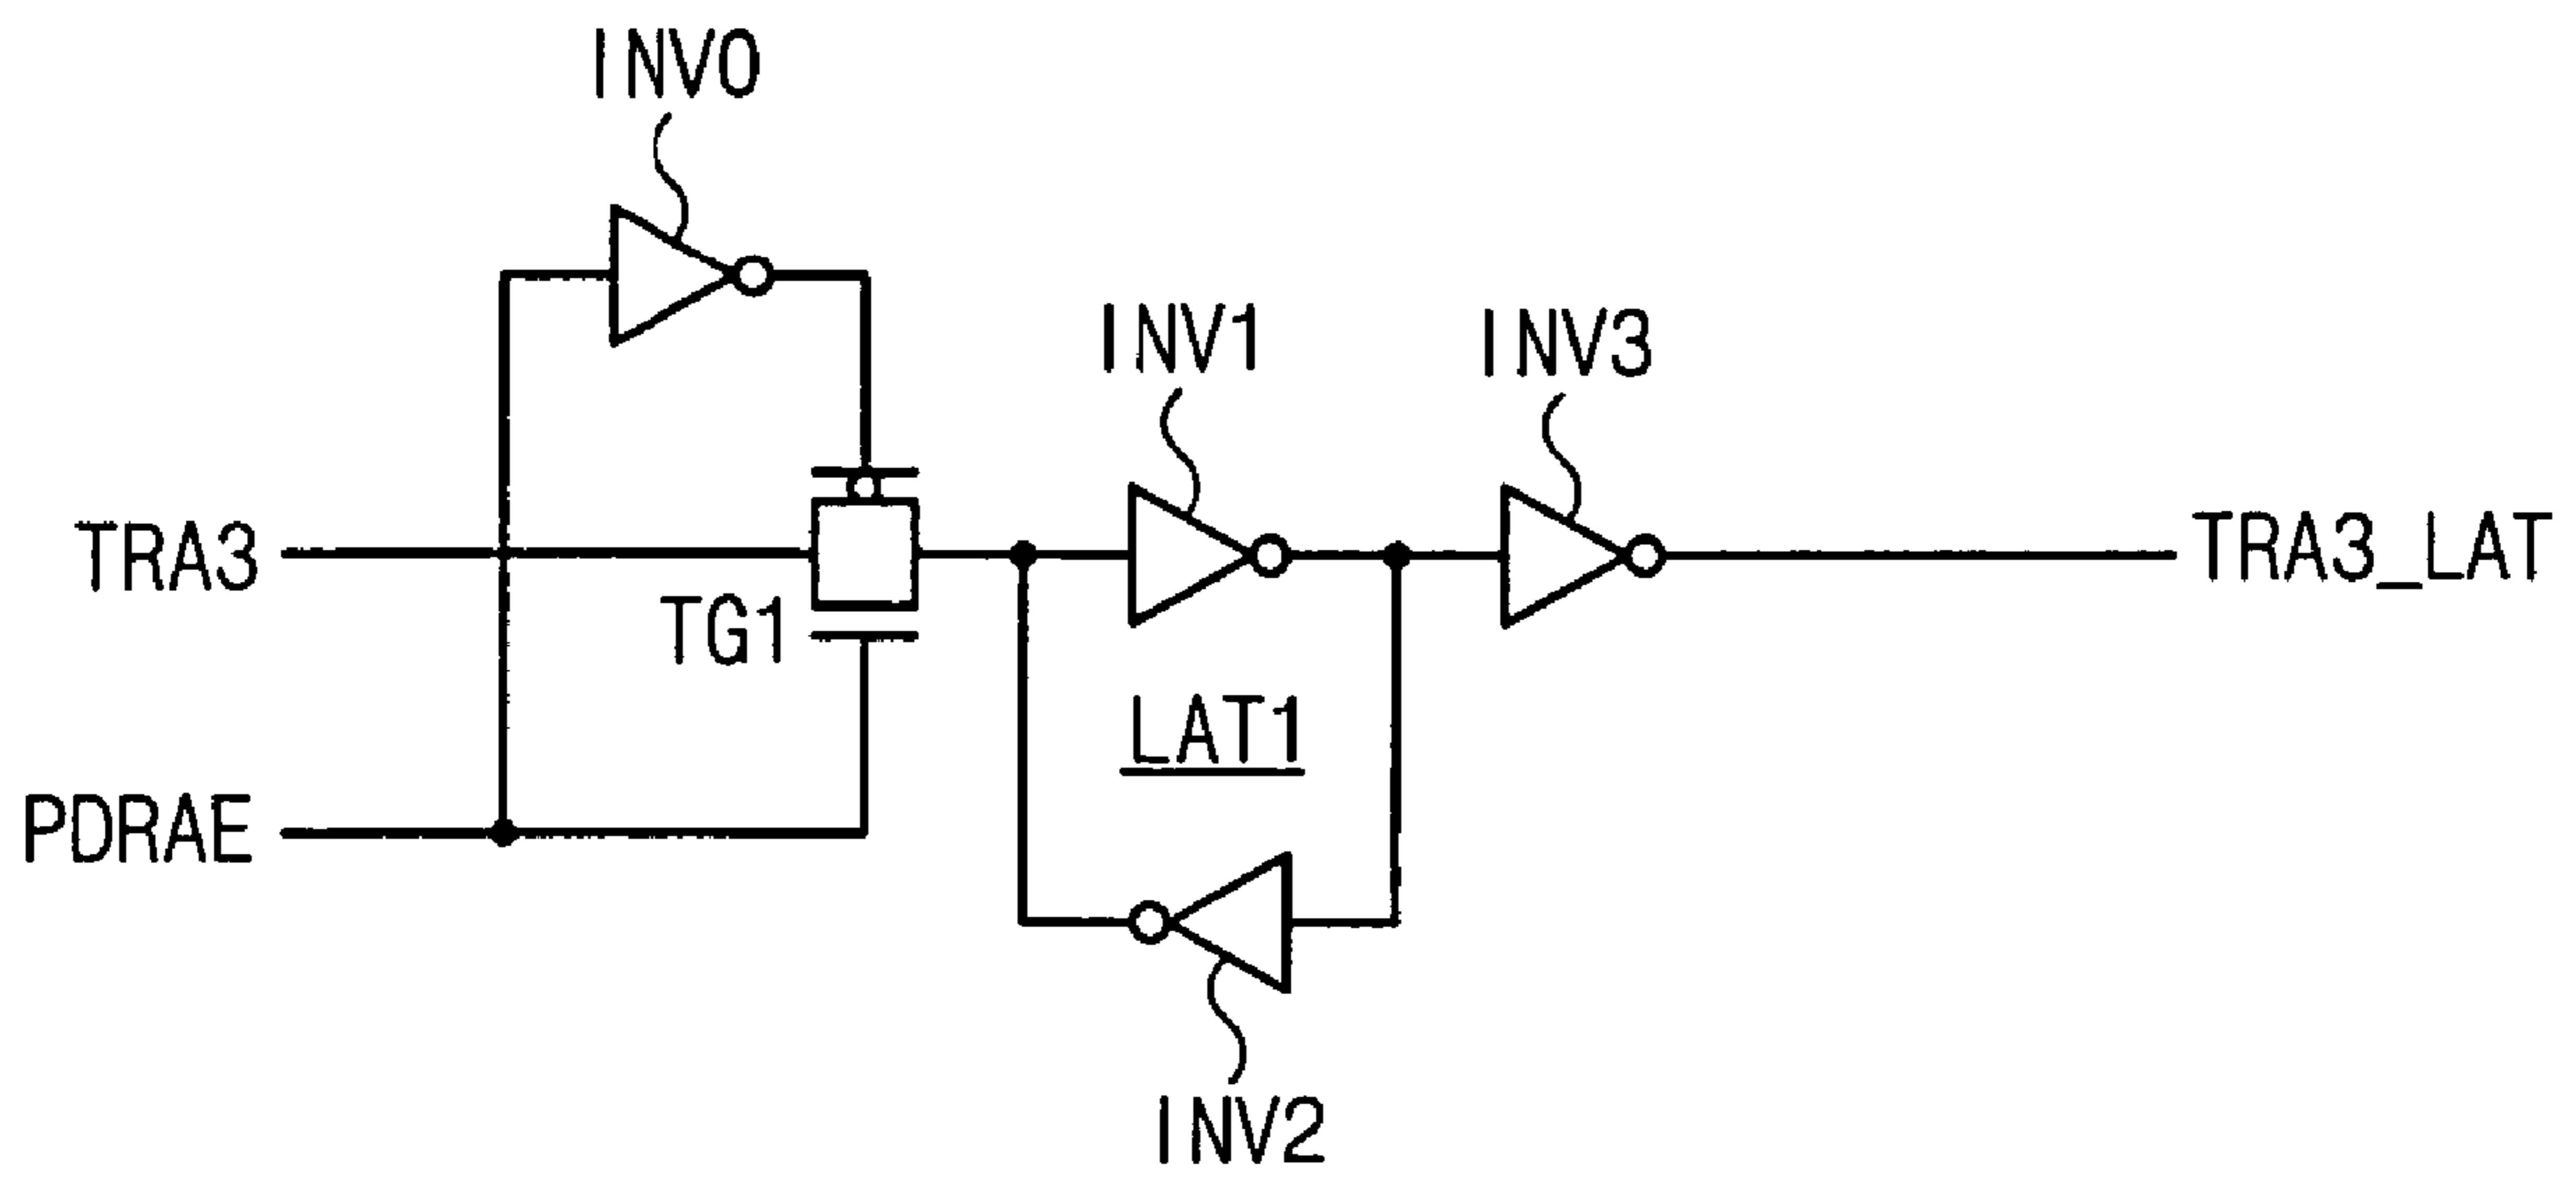 INV0
INV1
INV3
TRA3
TRA3_LAT
TG1
LAT1
PDRAE
INV2